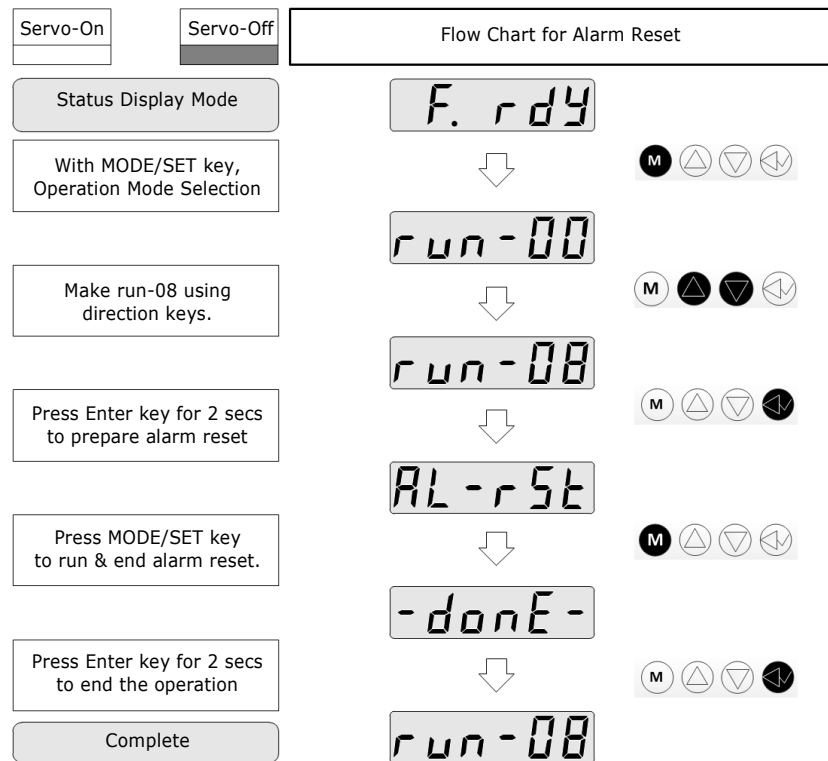 Servo-On
Servo-Off
Flow Chart for Alarm Reset
Status Display Mode
F. rdy
With MODE/SET key,
Operation Mode Selection
M
run-00
Make run-08 using
direction keys.
M
run-08
Press Enter key for 2 secs
to prepare alarm reset
M
AL-rSt
Press MODE/SET key
to run & end alarm reset.
M
-donE-
Press Enter key for 2 secs
to end the operation
M
Complete
run-08